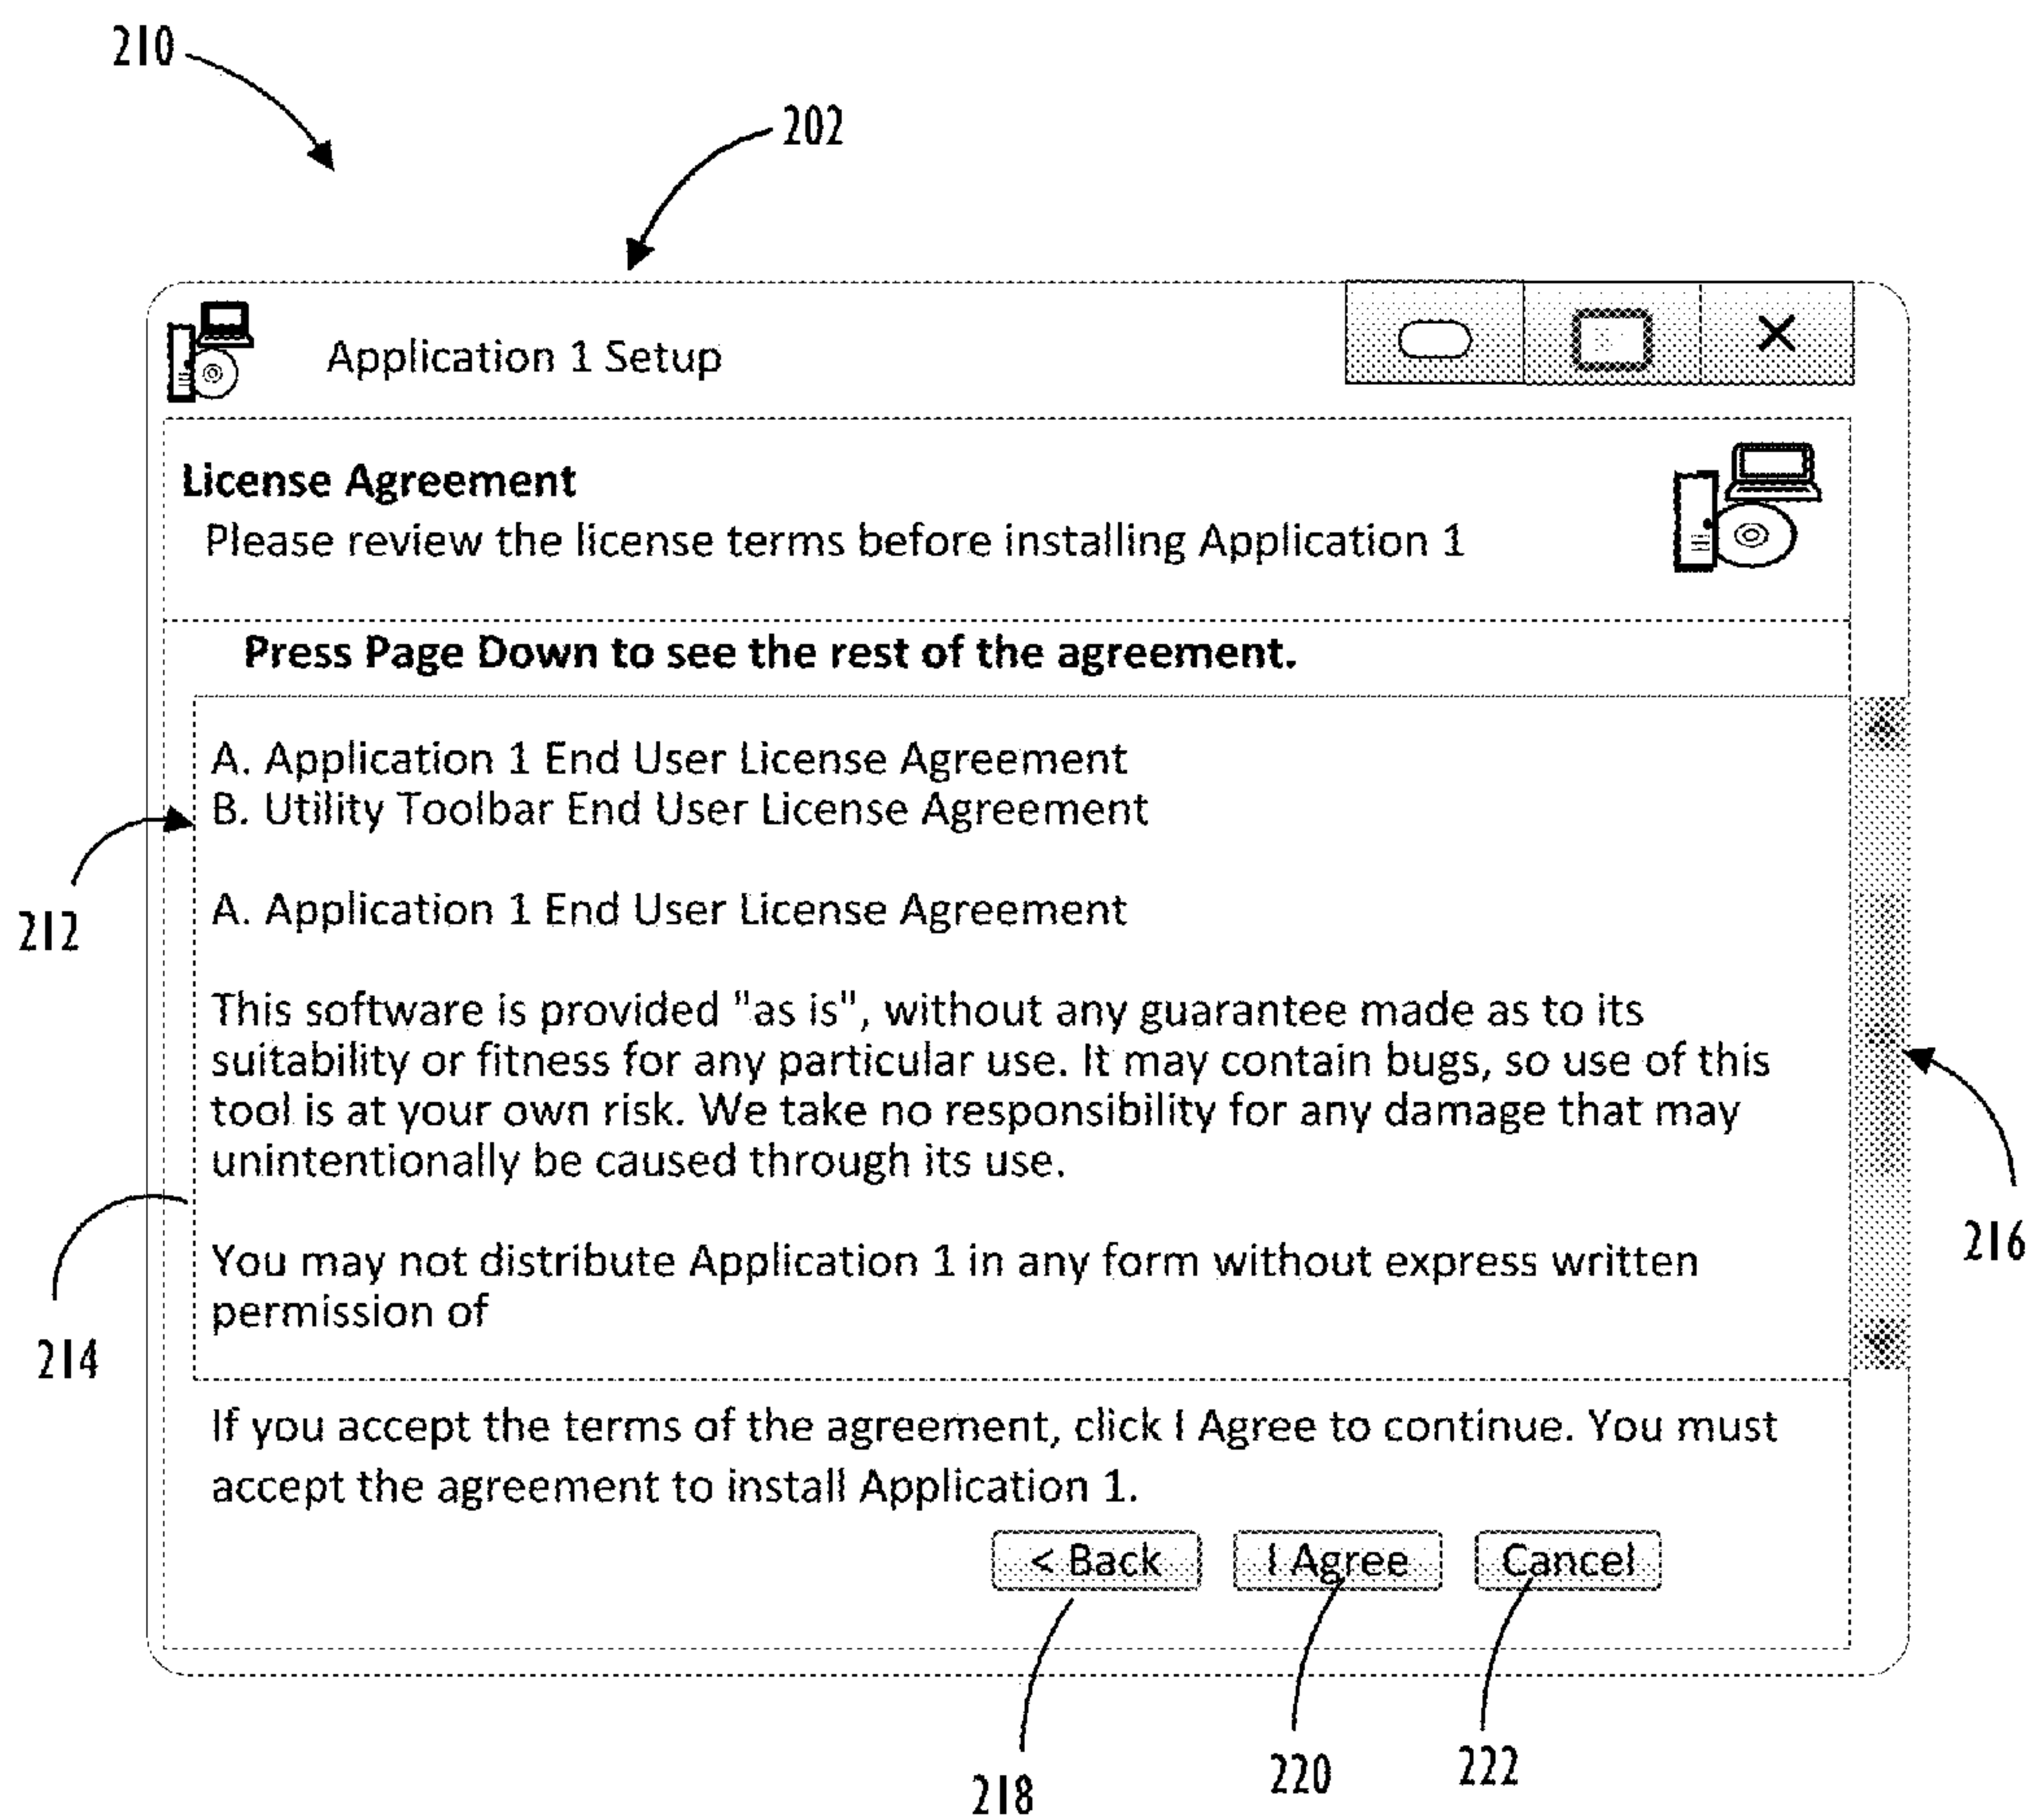 210
202
Application 1 Setup
License Agreement
Please review the license terms before installing Application 1
Press Page Down to see the rest of the agreement.
A. Application 1 End User License Agreement
B. Utility Toolbar End User License Agreement
212
A. Application 1 End User License Agreement
This software is provided "as is", without any guarantee made as to its
suitability or fitness for any particular use. It may contain bugs, so use of this
tool is at your own risk. We take no responsibility for any damage that may
unintentionally be caused through its use.
216
You may not distribute Application 1 in any form without express written
permission of
214
If you accept the terms of the agreement, click I Agree to continue. You must
accept the agreement to install Application 1.
< Back
I Agree
Cancel
218
220
222